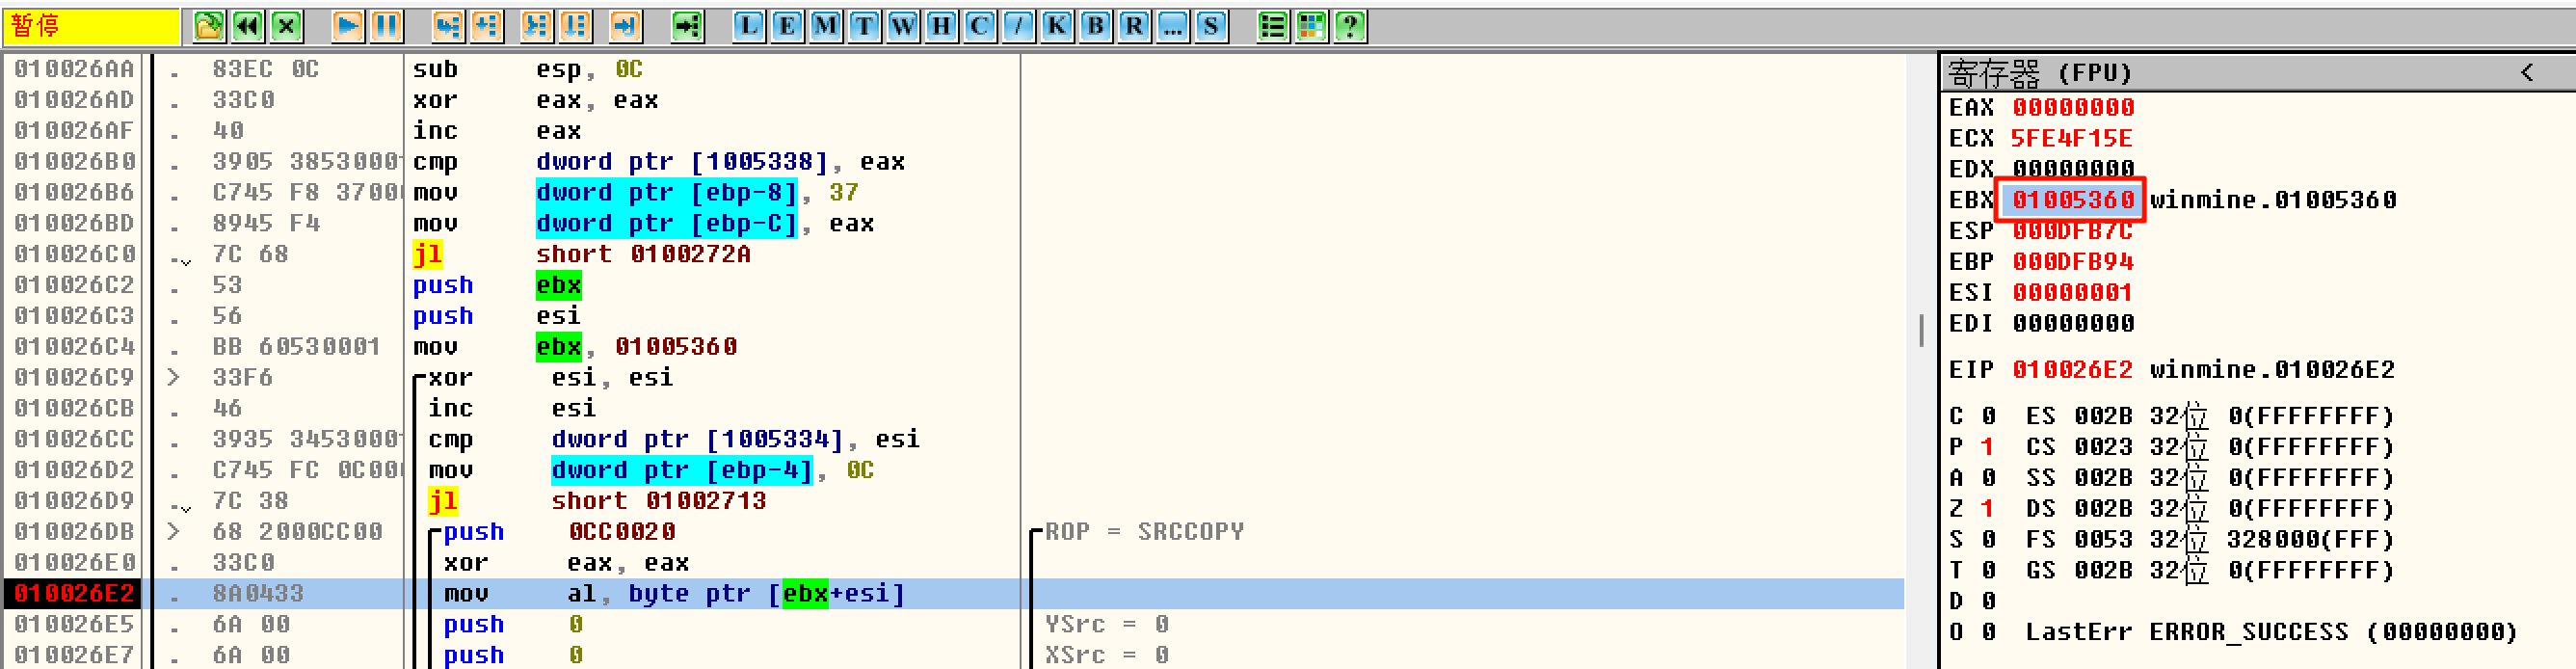 暂停 L E M T W H C / K B R ... S ?
010026AA . 83EC 0C sub esp, 0C
010026AD . 33C0 xor eax, eax
010026AF . 40 inc eax
010026B0 . 3905 38530001 cmp dword ptr [1005338], eax
010026B6 . C745 F8 3700 mov dword ptr [ebp-8], 37
010026BD . 8945 F4 mov dword ptr [ebp-C], eax
010026C0 . 7C 68 jl short 0100272A
010026C2 . 53 push ebx
010026C3 . 56 push esi
010026C4 . BB 60530001 mov ebx, 01005360
010026C9 > 33F6 xor esi, esi
010026CB . 46 inc esi
010026CC . 3935 34530001 cmp dword ptr [1005334], esi
010026D2 . C745 FC 0C00 mov dword ptr [ebp-4], 0C
010026D9 . 7C 38 jl short 01002713
010026DB > 68 2000CC00 push 0CC0020 ROP = SRCCOPY
010026E0 . 33C0 xor eax, eax
010026E2 . 8A0433 mov al, byte ptr [ebx+esi]
010026E5 . 6A 00 push 0 YSrc = 0
010026E7 . 6A 00 push 0 XSrc = 0
寄存器 (FPU) <
EAX 00000000
ECX 5FE4F15E
EDX 00000000
EBX 01005360 winmine.01005360
ESP 000DFB7C
EBP 000DFB94
ESI 00000001
EDI 00000000
EIP 010026E2 winmine.010026E2
C 0 ES 002B 32位 0(FFFFFFFF)
P 1 CS 0023 32位 0(FFFFFFFF)
A 0 SS 002B 32位 0(FFFFFFFF)
Z 1 DS 002B 32位 0(FFFFFFFF)
S 0 FS 0053 32位 328000(FFF)
T 0 GS 002B 32位 0(FFFFFFFF)
D 0
O 0 LastErr ERROR_SUCCESS (00000000)